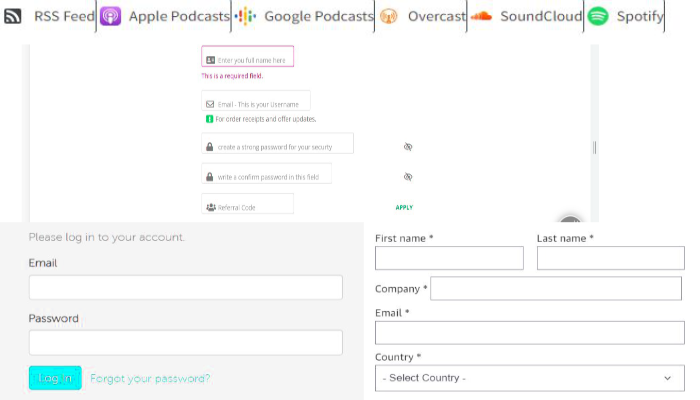 RSS Feed Apple Podcasts Google Podcasts Overcast SoundCloud Spotify
Enter you full name here
This is a required field.
Email - This is your Username
For order receipts and offer updates.
create a strong password for your security
write a confirm password in this field
Referral Code APPLY
Please log in to your account.
Email
Password
Log in Forgot your password?
First name * Last name *
Company *
Email *
Country *
- Select Country -